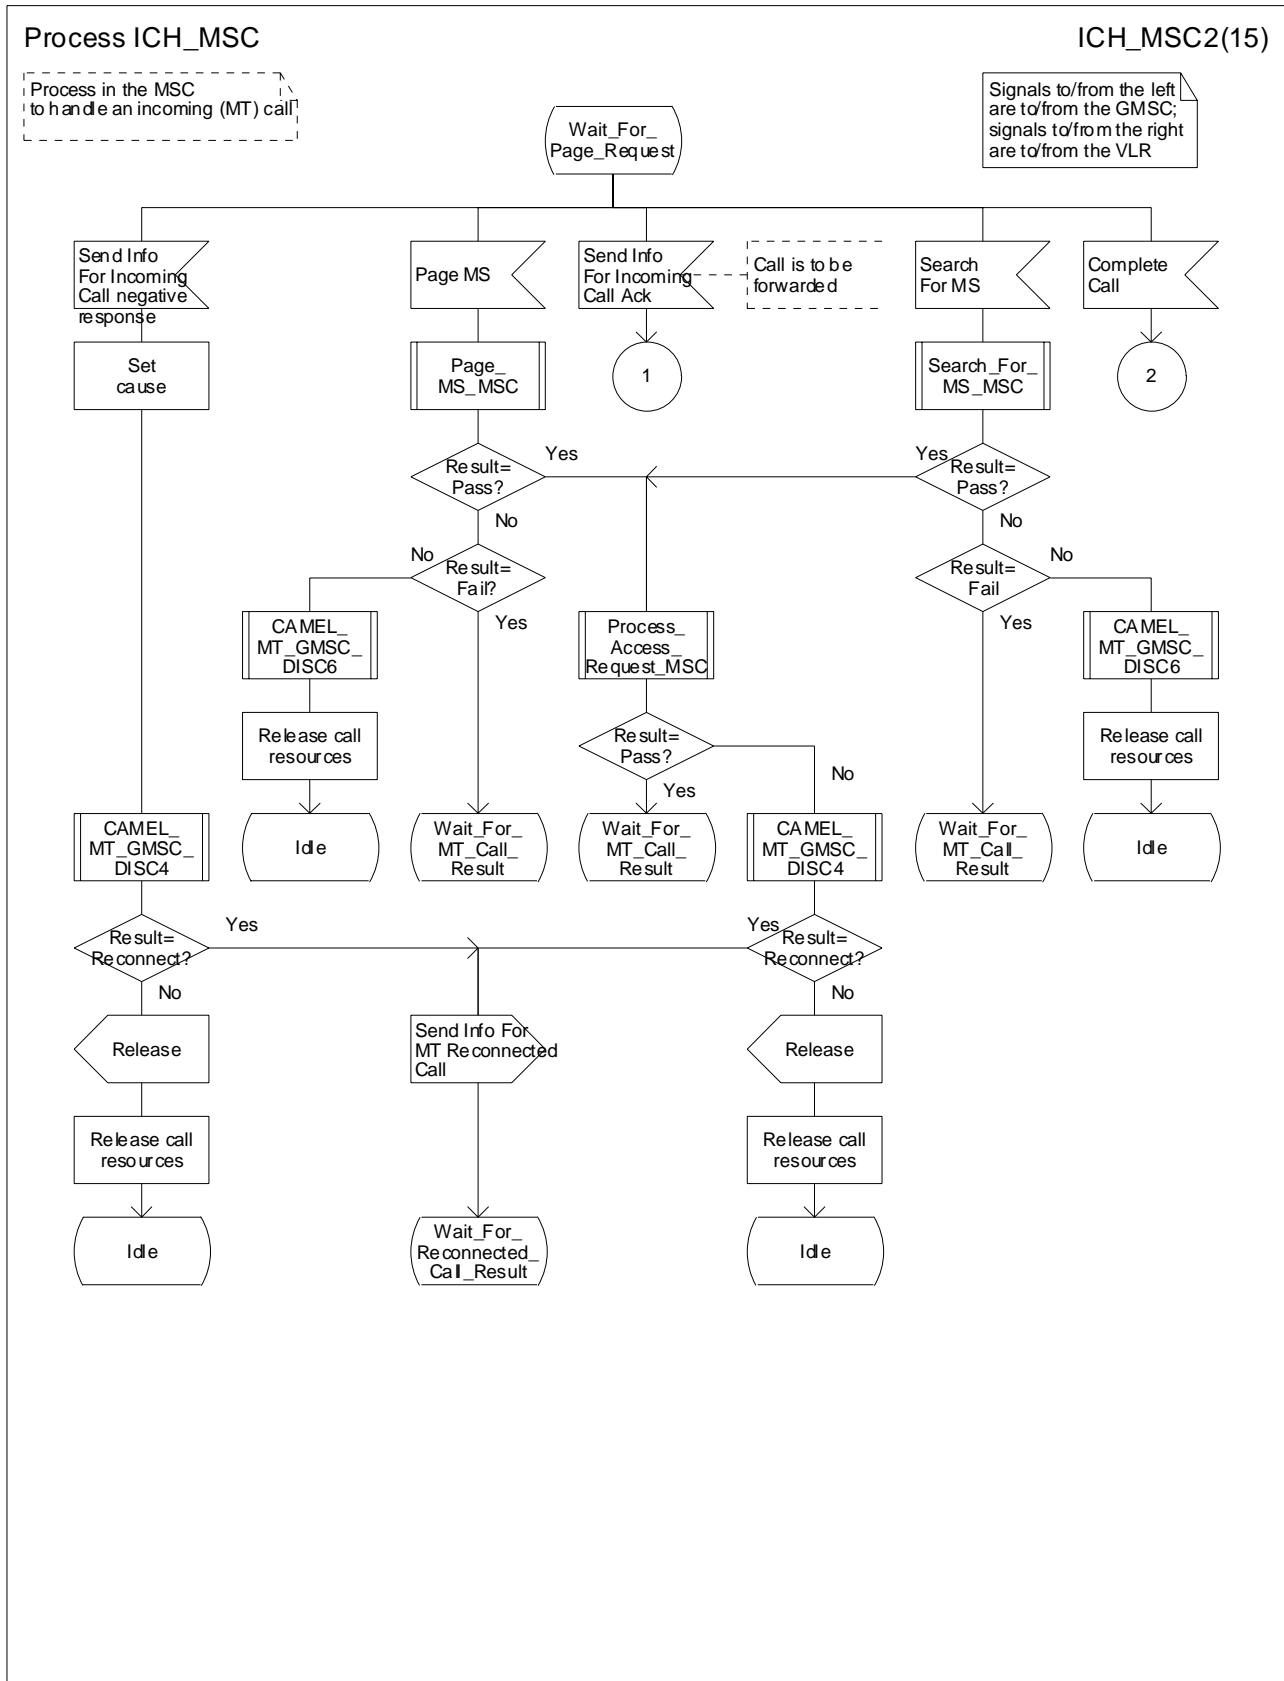 Process ICH_MSC
ICH_MSC2(15)
Process in the MSC
to handle an incoming (MT) call
Signals to/from the left
are to/from the GMSC;
signals to/from the right
are to/from the VLR
Wait_For_
Page_Request
Send Info
For Incoming
Call negative
response
Page MS
Send Info
For Incoming
Call Ack
Call is to be
forwarded
Search
For MS
Complete
Call
Set
cause
Page_
MS_MSC
1
Search_For_
MS_MSC
2
Result=
Pass?
Yes
No
Yes
Result=
Pass?
No
Result=
Fail?
No
Yes
Result=
Fail
No
Yes
CAMEL_
MT_GMSC_
DISC6
Process_
Access_
Request_MSC
CAMEL_
MT_GMSC_
DISC6
Release call
resources
Result=
Pass?
No
Yes
Release call
resources
CAMEL_
MT_GMSC_
DISC4
Idle
Wait_For_
MT_Call_
Result
Wait_For_
MT_Call_
Result
CAMEL_
MT_GMSC_
DISC4
Wait_For_
MT_Call_
Result
Idle
Result=
Reconnect?
Yes
No
Yes
Result=
Reconnect?
No
Release
Send Info For
MT Reconnected
Call
Release
Release call
resources
Release call
resources
Idle
Wait_For_
Reconnected_
Call_Result
Idle